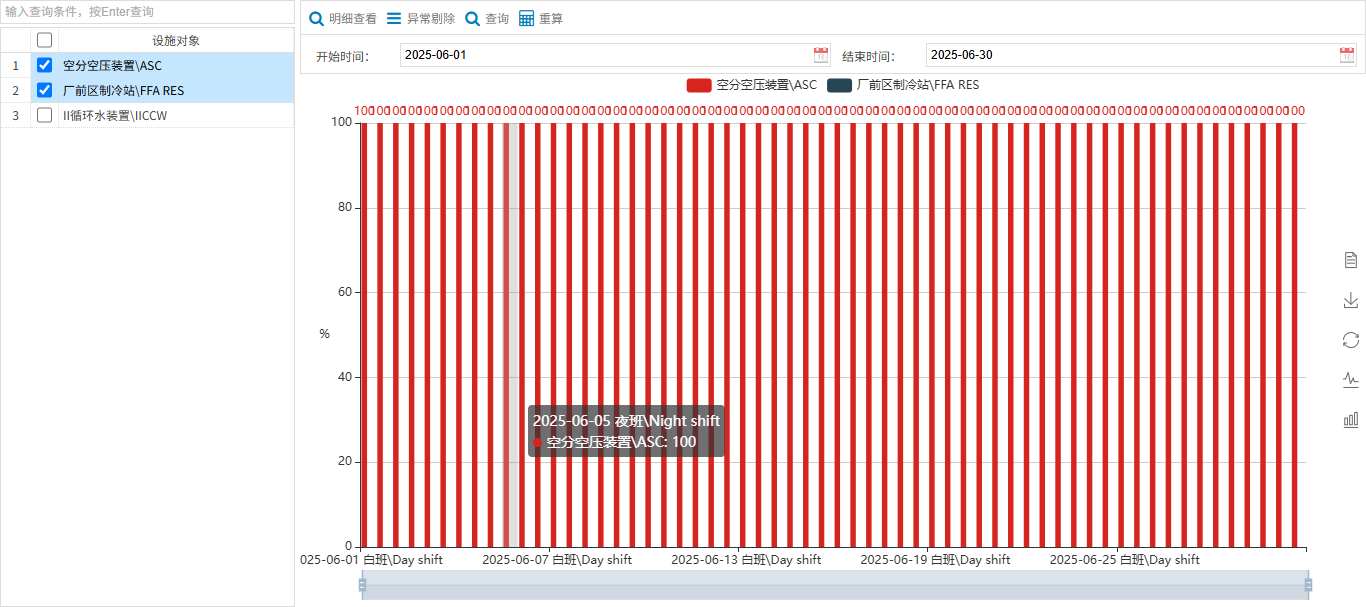 输入查询条件，按Enter查询
设施对象
1 空分空压装置\ASC
2 厂前区制冷站\FFA RES
3 II循环水装置\IICCW
明细查看 异常剔除 查询 重算
开始时间： 2025-06-01 结束时间： 2025-06-30
空分空压装置\ASC 厂前区制冷站\FFA RES
100
80
60
%
40
2025-06-05 夜班\Night shift
空分空压装置\ASC: 100
20
0
025-06-01 白班\Day shift 2025-06-07 白班\Day shift 2025-06-13 白班\Day shift 2025-06-19 白班\Day shift 2025-06-25 白班\Day shift